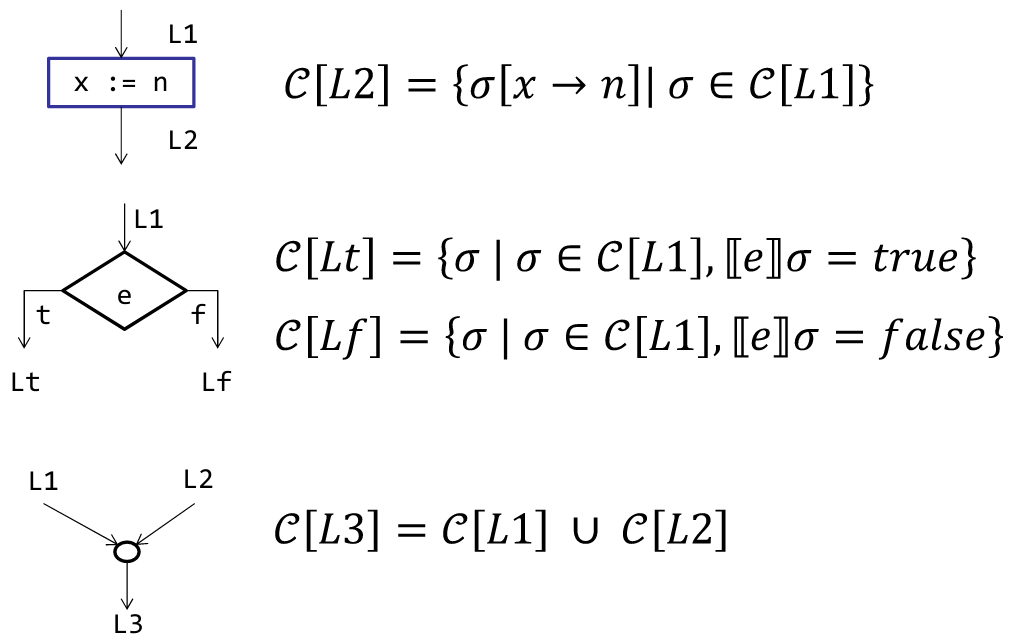 L1
x := n
L2
𝒞[L2] = {σ[x → n]| σ ∈ 𝒞[L1]}
L1
e
t
f
Lt
Lf
𝒞[Lt] = {σ | σ ∈ 𝒞[L1], ⟦e⟧σ = true}
𝒞[Lf] = {σ | σ ∈ 𝒞[L1], ⟦e⟧σ = false}
L1
L2
L3
𝒞[L3] = 𝒞[L1] ∪ 𝒞[L2]